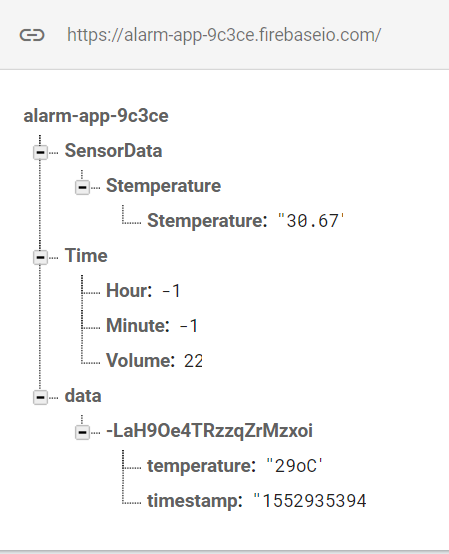 https://alarm-app-9c3ce.firebaseio.com/
alarm-app-9c3ce
SensorData
Stemperature
Stemperature: "30.67'
Time
Hour: -1
Minute: -1
Volume: 22
data
-LaH9Oe4TRzzqZrMzxoi
temperature: "29oC'
timestamp: "1552935394